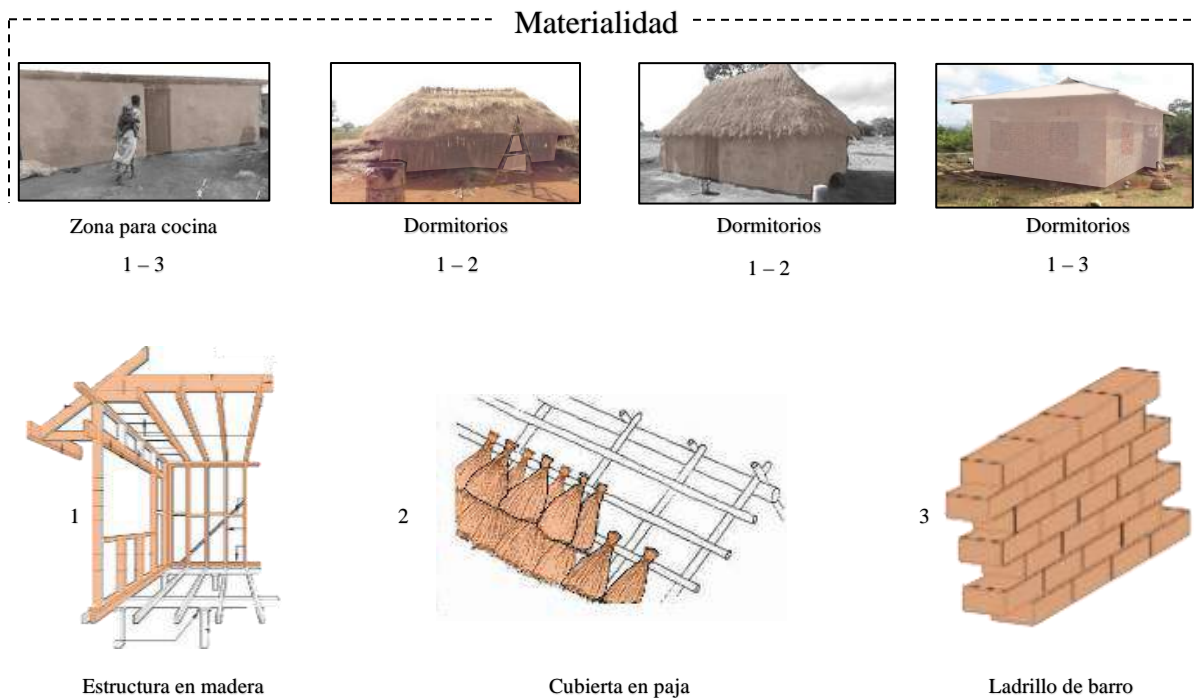 Materialidad
Zona para cocina
Dormitorios
Dormitorios
Dormitorios
1 – 3
1 – 2
1 – 2
1 – 3
1
2
3
Estructura en madera
Cubierta en paja
Ladrillo de barro